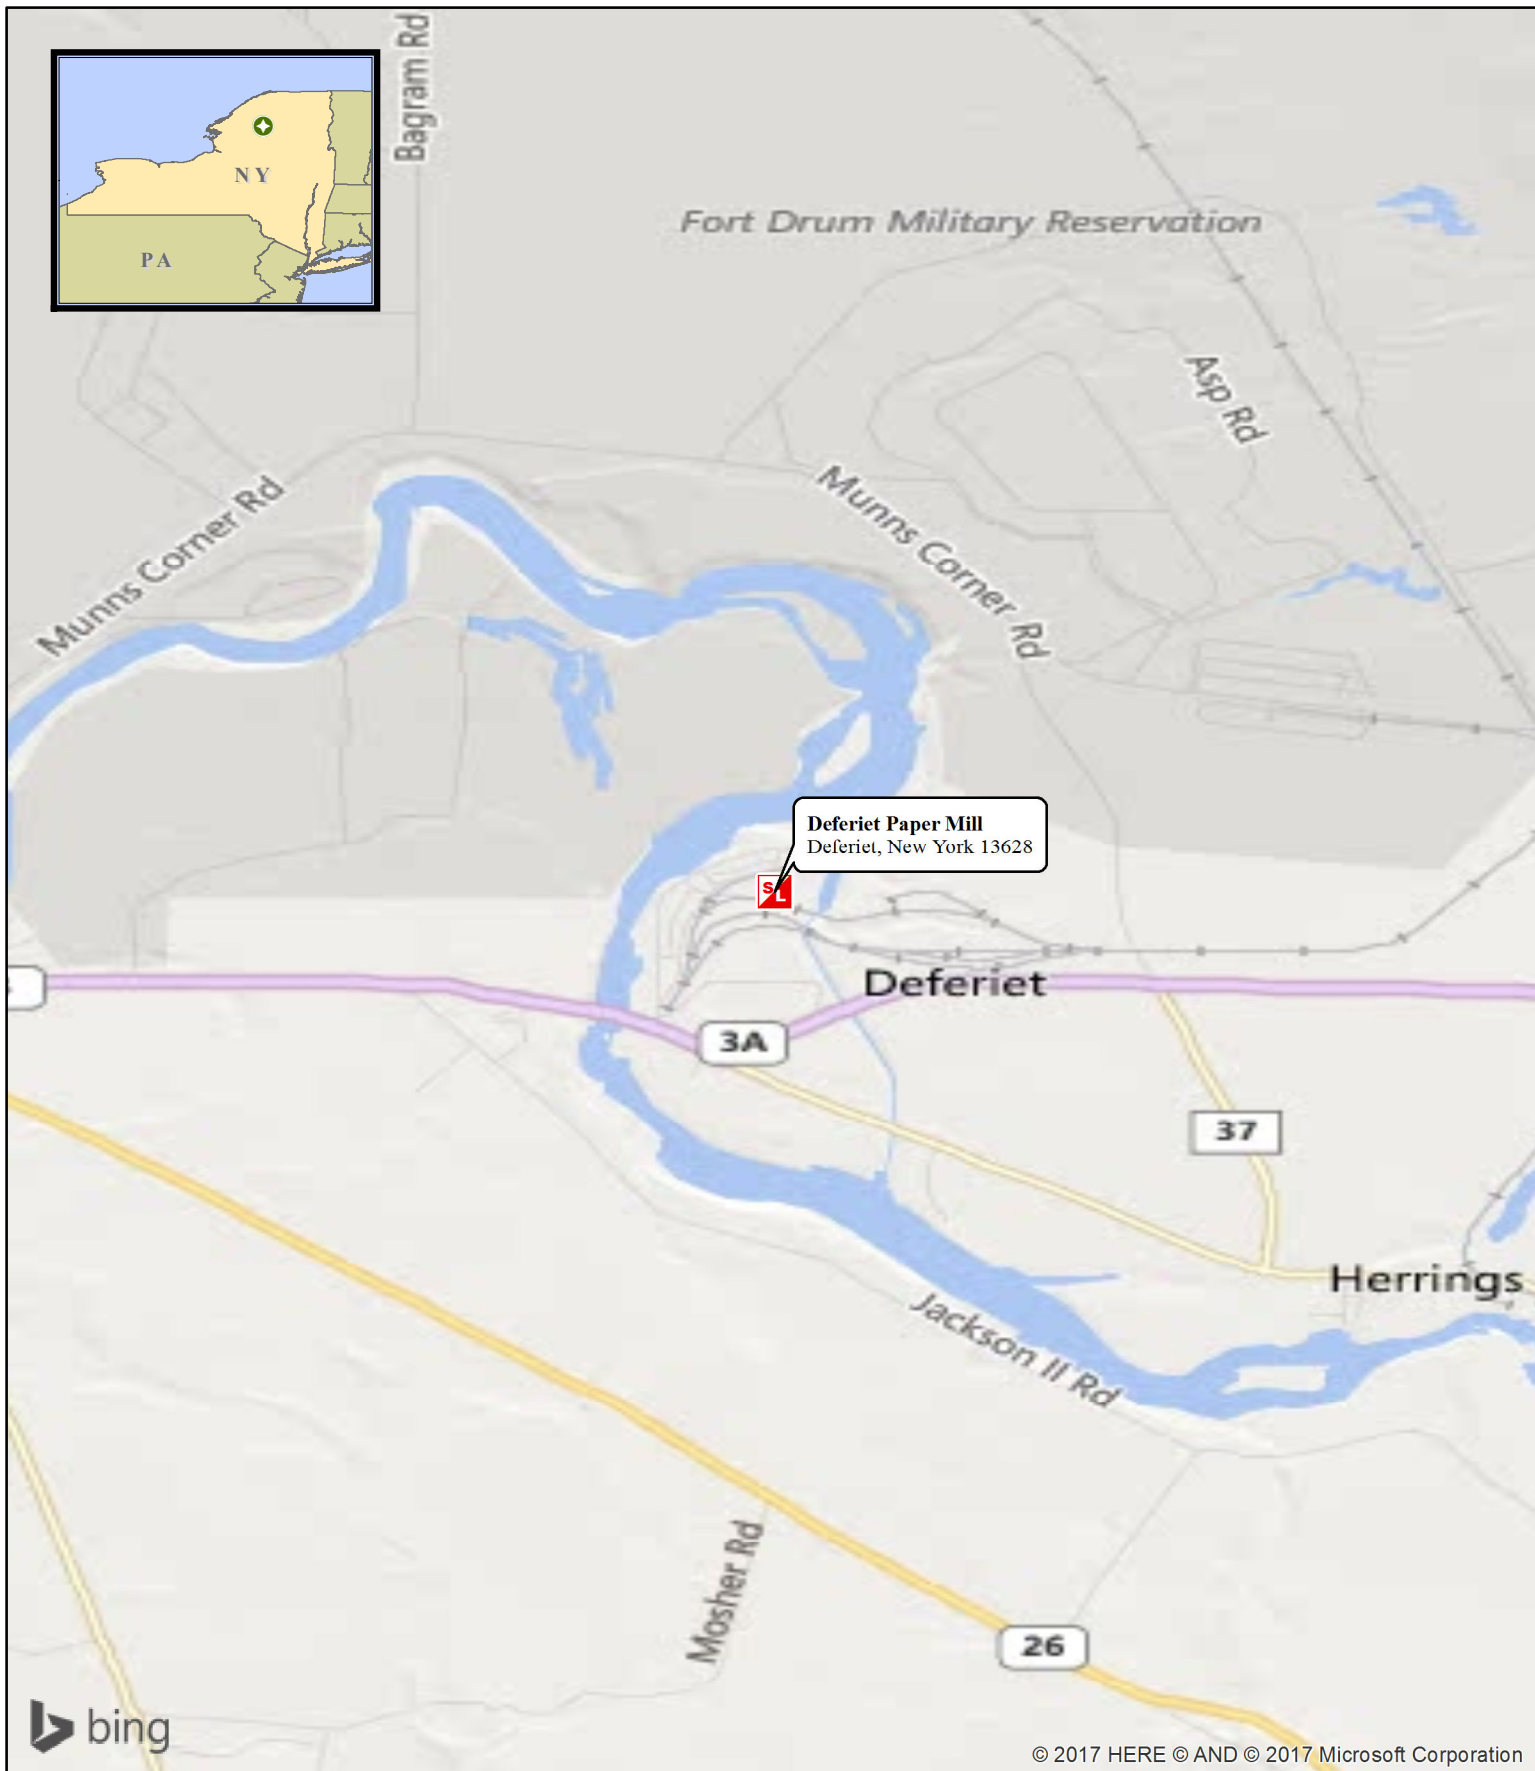 Bagram Rd
NY
PA
Fort Drum Military Reservation
Asp Rd
Munns Corner Rd
Munns Corner Rd
Deferiet Paper Mill
Deferiet, New York 13628
SL
Deferiet
3A
37
Herrings
Jackson II Rd
Mosher Rd
26
bing
© 2017 HERE © AND © 2017 Microsoft Corporation